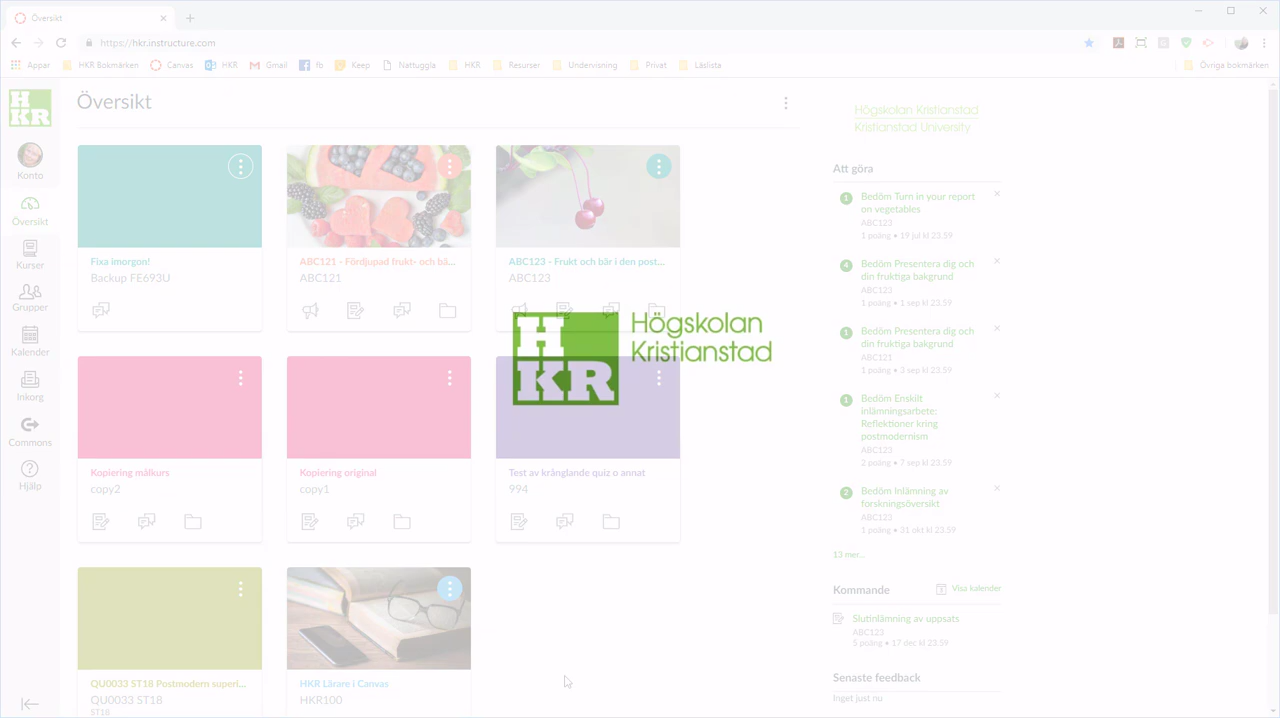 Översikt
https://hkr.instructure.com
Appar
HKR Bokmärken
Canvas
HKR
Gmail
Fb
Keep
Nattuggla
HKR
Resurser
Undervisning
Privat
Läslista
Övriga bokmärken
HKR
Konto
Översikt
Kurser
Grupper
Kalender
Inkorg
Commons
Hjälp
Översikt
Fixa imorgon!
Backup FE693U
ABC121 - Fördjupad frukt- och bä...
ABC121
ABC123 - Frukt och bär i den post...
ABC123
HKR
Högskolan
Kristianstad
Kopiering målkurs
copy2
Kopiering original
copy1
Test av krånglande quiz o annat
994
QU0033 ST18 Postmodern superl...
QU0033 ST18
ST18
HKR Lärare i Canvas
HKR100
Högskolan Kristianstad
Kristianstad University
Att göra
1
Bedöm Turn in your report
on vegetables
ABC123
1 poäng • 19 jul kl 23.59
4
Bedöm Presentera dig och
din fruktiga bakgrund
ABC123
1 poäng • 1 sep kl 23.59
1
Bedöm Presentera dig och
din fruktiga bakgrund
ABC121
1 poäng • 3 sep kl 23.59
1
Bedöm Enskilt
inlämningsarbete:
Reflektioner kring
postmodernism
ABC123
2 poäng • 7 sep kl 23.59
2
Bedöm Inlämning av
forskningsöversikt
ABC123
1 poäng • 31 okt kl 23.59
13 mer...
Kommande
Visa kalender
Slutinlämning av uppsats
ABC123
5 poäng • 17 dec kl 23.59
Senaste feedback
Inget just nu